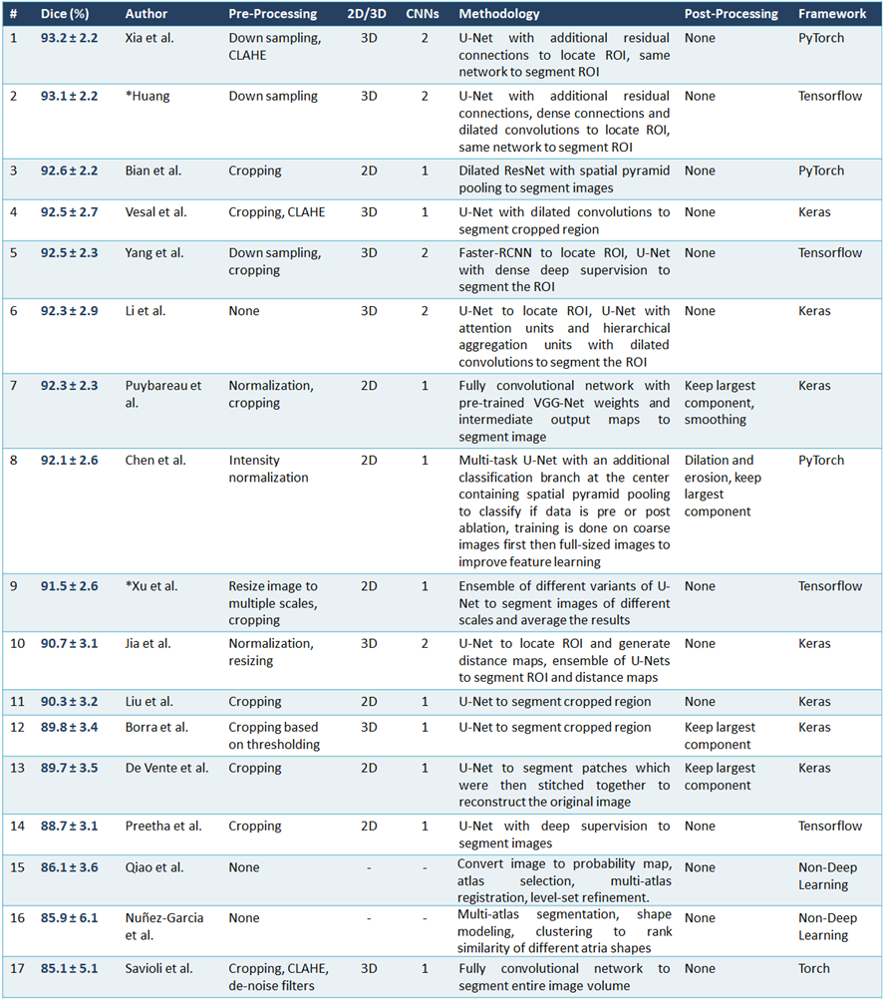 # Dice (%) Author Pre-Processing 2D/3D CNNs Methodology Post-Processing Framework
1 93.2 ± 2.2 Xia et al. Down sampling, 3D 2 U-Net with additional residual None PyTorch
CLAHE connections to locate ROI, same
network to segment ROI
2 93.1 ± 2.2 *Huang Down sampling 3D 2 U-Net with additional residual None Tensorflow
connections, dense connections and
dilated convolutions to locate ROI,
same network to segment ROI
3 92.6 ± 2.2 Bian et al. Cropping 2D 1 Dilated ResNet with spatial pyramid None PyTorch
pooling to segment images
4 92.5 ± 2.7 Vesal et al. Cropping, CLAHE 3D 1 U-Net with dilated convolutions to None Keras
segment cropped region
5 92.5 ± 2.3 Yang et al. Down sampling, 3D 2 Faster-RCNN to locate ROI, U-Net None Tensorflow
cropping with dense deep supervision to
segment the ROI
6 92.3 ± 2.9 Li et al. None 3D 2 U-Net to locate ROI, U-Net with None Keras
attention units and hierarchical
aggregation units with dilated
convolutions to segment the ROI
7 92.3 ± 2.3 Puybareau et Normalization, 2D 1 Fully convolutional network with Keep largest Keras
al. cropping pre-trained VGG-Net weights and component,
intermediate output maps to smoothing
segment image
8 92.1 ± 2.6 Chen et al. Intensity 2D 1 Multi-task U-Net with an additional Dilation and PyTorch
normalization classification branch at the center erosion, keep
containing spatial pyramid pooling largest
to classify if data is pre or post component
ablation, training is done on coarse
images first then full-sized images to
improve feature learning
9 91.5 ± 2.6 *Xu et al. Resize image to 2D 1 Ensemble of different variants of U- None Tensorflow
multiple scales, Net to segment images of different
cropping scales and average the results
10 90.7 ± 3.1 Jia et al. Normalization, 3D 2 U-Net to locate ROI and generate None Keras
resizing distance maps, ensemble of U-Nets
to segment ROI and distance maps
11 90.3 ± 3.2 Liu et al. Cropping 2D 1 U-Net to segment cropped region None Keras
12 89.8 ± 3.4 Borra et al. Cropping based 3D 1 U-Net to segment cropped region Keep largest Keras
on thresholding component
13 89.7 ± 3.5 De Vente et al. Cropping 2D 1 U-Net to segment patches which Keep largest Keras
were then stitched together to component
reconstruct the original image
14 88.7 ± 3.1 Preetha et al. Cropping 2D 1 U-Net with deep supervision to None Tensorflow
segment images
15 86.1 ± 3.6 Qiao et al. None - - Convert image to probability map, None Non-Deep
atlas selection, multi-atlas Learning
registration, level-set refinement.
16 85.9 ± 6.1 Nuñez-Garcia None - - Multi-atlas segmentation, shape None Non-Deep
et al. modeling, clustering to rank Learning
similarity of different atria shapes
17 85.1 ± 5.1 Savioli et al. Cropping, CLAHE, 3D 1 Fully convolutional network to None Torch
de-noise filters segment entire image volume